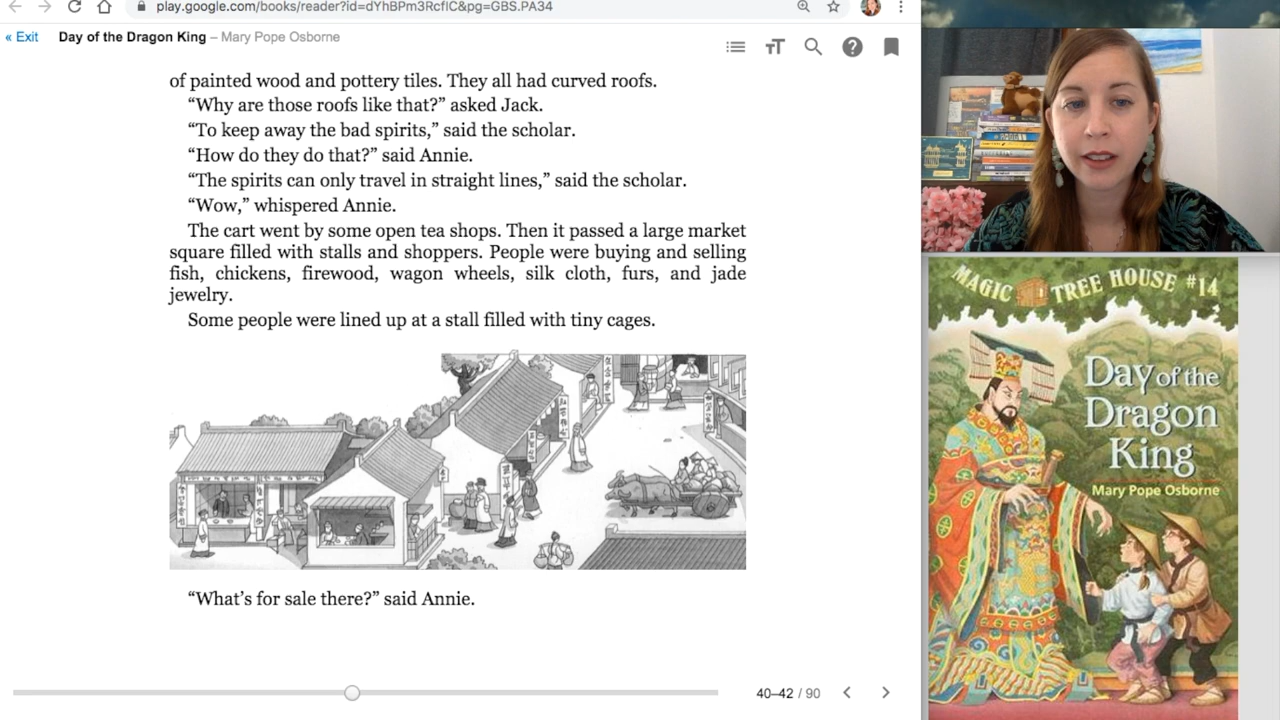 play.google.com/books/reader?id=dYhBPm3RcfIC&pg=GBS.PA34
« Exit Day of the Dragon King – Mary Pope Osborne
of painted wood and pottery tiles. They all had curved roofs.
“Why are those roofs like that?” asked Jack.
“To keep away the bad spirits,” said the scholar.
“How do they do that?” said Annie.
“The spirits can only travel in straight lines,” said the scholar.
“Wow,” whispered Annie.
The cart went by some open tea shops. Then it passed a large market
square filled with stalls and shoppers. People were buying and selling
fish, chickens, firewood, wagon wheels, silk cloth, furs, and jade
jewelry.
Some people were lined up at a stall filled with tiny cages.
“What’s for sale there?” said Annie.
40–42 / 90
MAGIC TREE HOUSE #14
Day of the
Dragon
King
Mary Pope Osborne